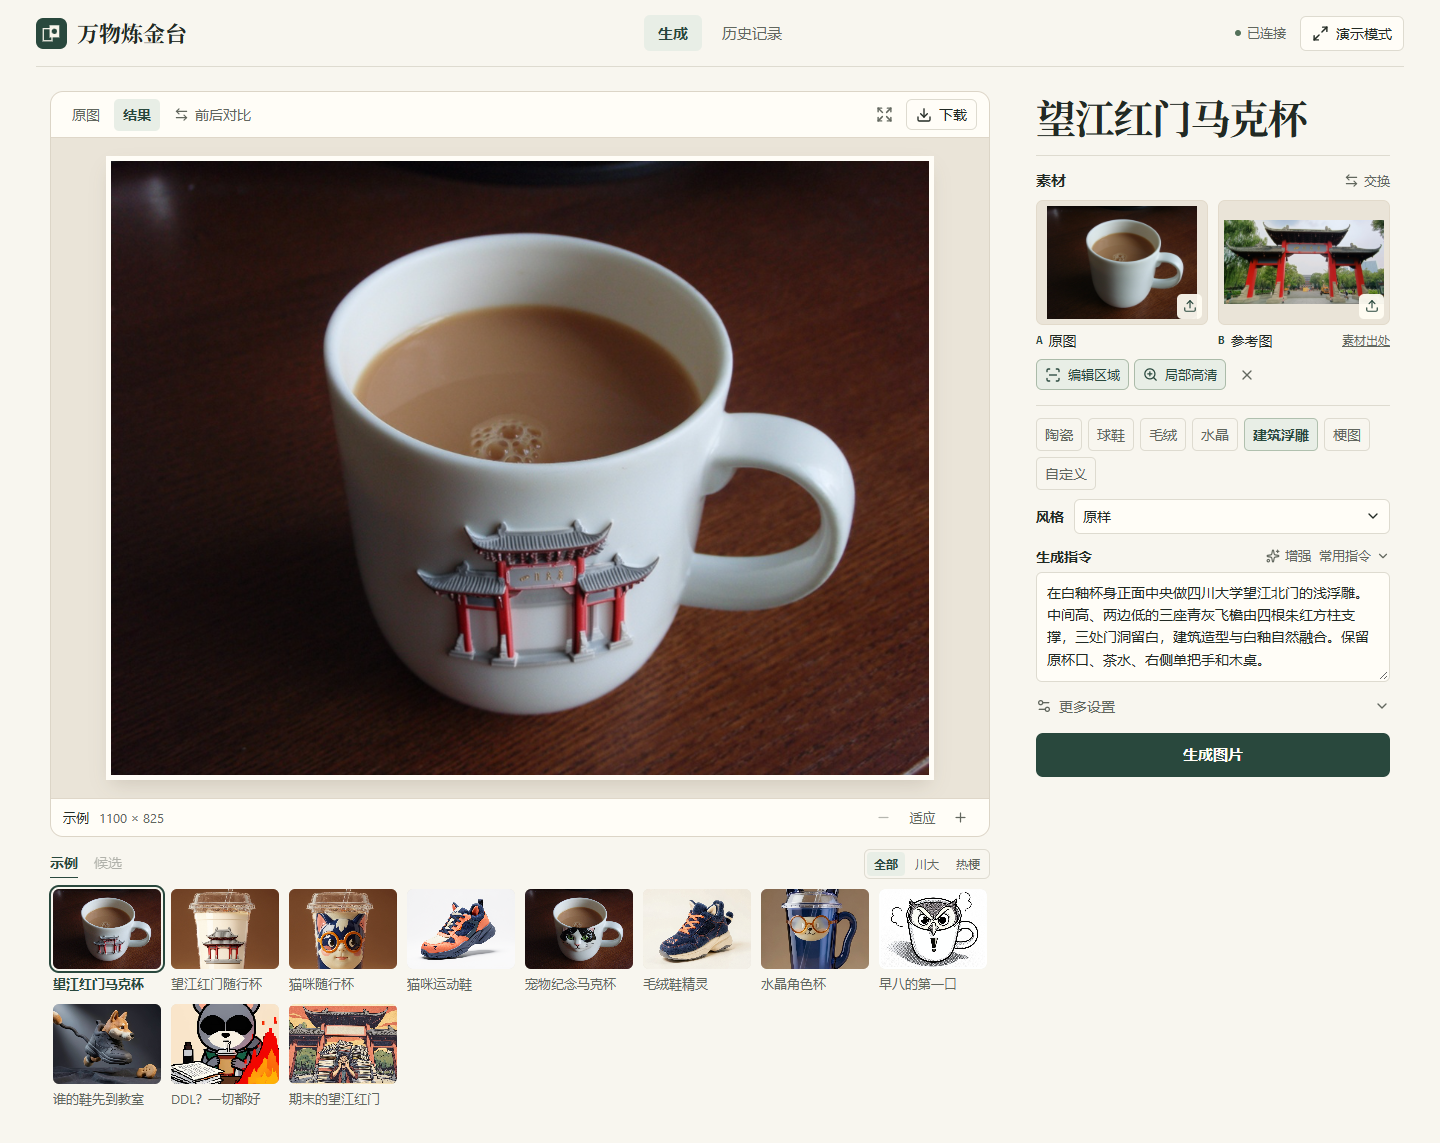 万物炼金台
生成
历史记录
已连接
演示模式
原图
结果
前后对比
下载
望江红门马克杯
素材
交换
A 原图
B 参考图
素材出处
编辑区域
局部高清
陶瓷
球鞋
毛绒
水晶
建筑浮雕
梗图
自定义
风格
原样
生成指令
增强
常用指令
在白釉杯身正面中央做四川大学望江北门的浅浮雕。
中间高、两边低的三座青灰飞檐由四根朱红方柱支
撑，三处门洞留白，建筑造型与白釉自然融合。保留
原杯口、茶水、右侧单把手和木桌。
更多设置
生成图片
示例 1100 × 825
适应
示例
候选
全部
川大
热梗
望江红门马克杯
望江红门随行杯
猫咪随行杯
猫咪运动鞋
宠物纪念马克杯
毛绒鞋精灵
水晶角色杯
早八的第一口
谁的鞋先到教室
DDL？一切都好
期末的望江红门